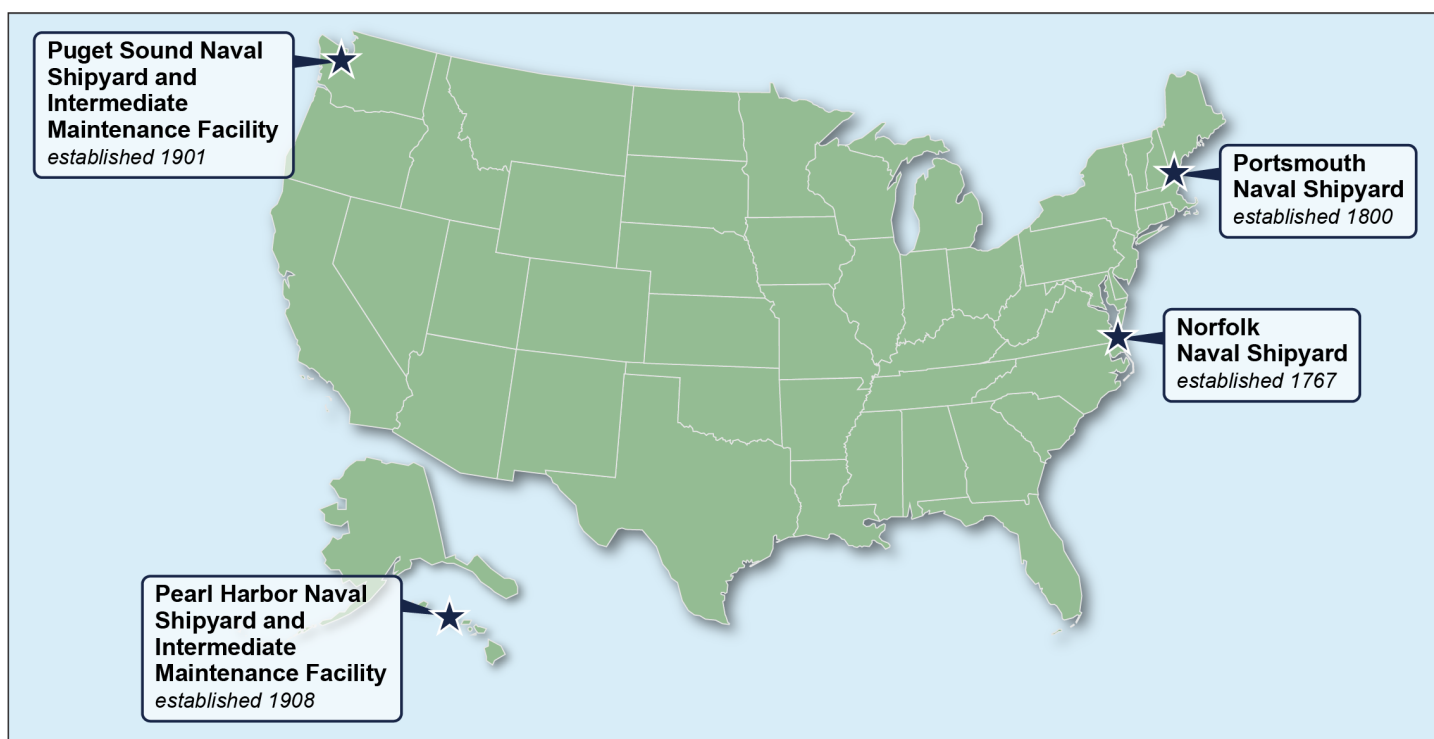 Puget Sound Naval
Shipyard and
Intermediate
Maintenance Facility
established 1901
Portsmouth
Naval Shipyard
established 1800
Norfolk
Naval Shipyard
established 1767
Pearl Harbor Naval
Shipyard and
Intermediate
Maintenance Facility
established 1908